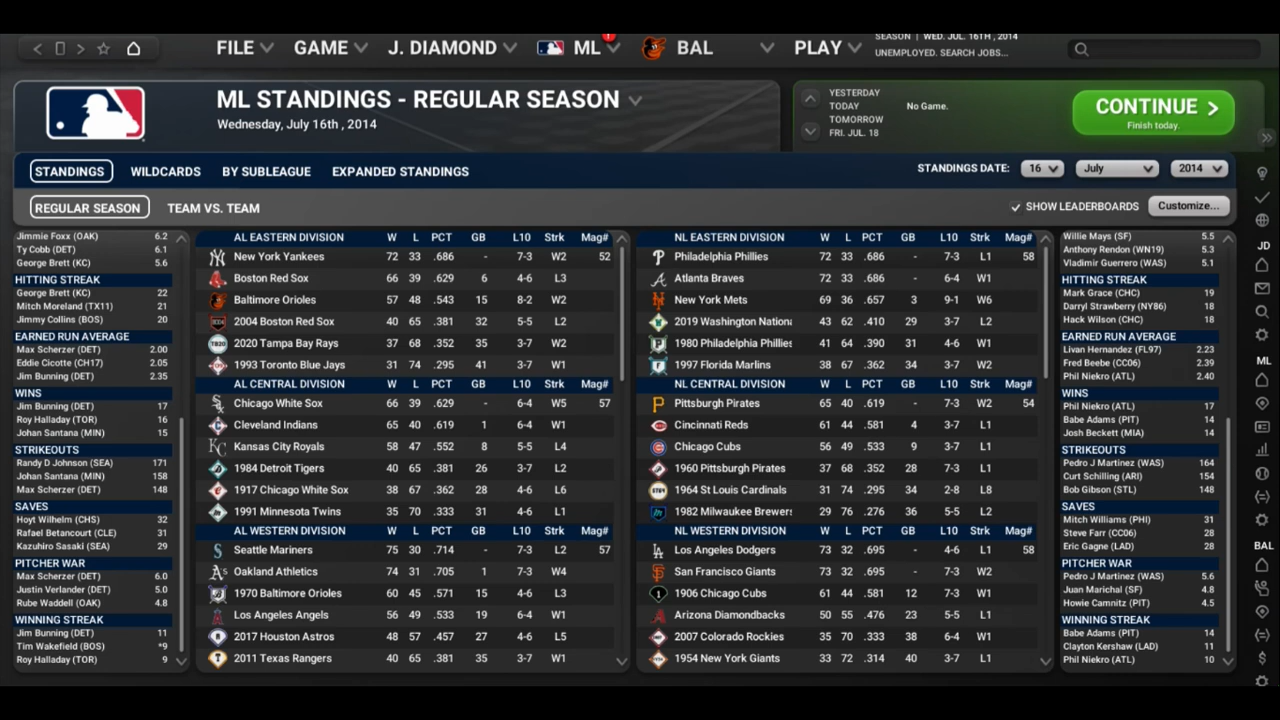 SEASON | WED. JUL. 16TH , 2014
FILE GAME J. DIAMOND ML BAL PLAY
UNEMPLOYED. SEARCH JOBS...
ML STANDINGS - REGULAR SEASON
Wednesday, July 16th , 2014
YESTERDAY
TODAY No Game.
TOMORROW
FRI. JUL. 18
CONTINUE >
Finish today.
STANDINGS WILDCARDS BY SUBLEAGUE EXPANDED STANDINGS
STANDINGS DATE: 16 July 2014
REGULAR SEASON TEAM VS. TEAM
SHOW LEADERBOARDS Customize...
Jimmie Foxx (OAK) 6.2
Ty Cobb (DET) 6.1
George Brett (KC) 5.6
HITTING STREAK
George Brett (KC) 22
Mitch Moreland (TX11) 21
Jimmy Collins (BOS) 20
EARNED RUN AVERAGE
Max Scherzer (DET) 2.00
Eddie Cicotte (CH17) 2.05
Jim Bunning (DET) 2.35
WINS
Jim Bunning (DET) 17
Roy Halladay (TOR) 16
Johan Santana (MIN) 15
STRIKEOUTS
Randy D Johnson (SEA) 171
Johan Santana (MIN) 158
Max Scherzer (DET) 148
SAVES
Hoyt Wilhelm (CHS) 32
Rafael Betancourt (CLE) 31
Kazuhiro Sasaki (SEA) 29
PITCHER WAR
Max Scherzer (DET) 6.0
Justin Verlander (DET) 5.0
Rube Waddell (OAK) 4.8
WINNING STREAK
Jim Bunning (DET) 11
Tim Wakefield (BOS) *9
Roy Halladay (TOR) 9
AL EASTERN DIVISION W L PCT GB L10 Strk Mag#
New York Yankees 72 33 .686 - 7-3 W2 52
Boston Red Sox 66 39 .629 6 4-6 L3
Baltimore Orioles 57 48 .543 15 8-2 W2
2004 Boston Red Sox 40 65 .381 32 5-5 L2
2020 Tampa Bay Rays 37 68 .352 35 3-7 W2
1993 Toronto Blue Jays 31 74 .295 41 3-7 W1
AL CENTRAL DIVISION W L PCT GB L10 Strk Mag#
Chicago White Sox 66 39 .629 - 6-4 W5 57
Cleveland Indians 65 40 .619 1 6-4 W1
Kansas City Royals 58 47 .552 8 5-5 L4
1984 Detroit Tigers 40 65 .381 26 3-7 L2
1917 Chicago White Sox 38 67 .362 28 4-6 L6
1991 Minnesota Twins 35 70 .333 31 4-6 L1
AL WESTERN DIVISION W L PCT GB L10 Strk Mag#
Seattle Mariners 75 30 .714 - 7-3 L2 57
Oakland Athletics 74 31 .705 1 7-3 W4
1970 Baltimore Orioles 60 45 .571 15 4-6 L3
Los Angeles Angels 56 49 .533 19 6-4 W1
2017 Houston Astros 48 57 .457 27 4-6 L5
2011 Texas Rangers 40 65 .381 35 3-7 W1
NL EASTERN DIVISION W L PCT GB L10 Strk Mag#
Philadelphia Phillies 72 33 .686 - 7-3 L1 58
Atlanta Braves 72 33 .686 - 6-4 W1
New York Mets 69 36 .657 3 9-1 W6
2019 Washington Nationa 43 62 .410 29 3-7 L2
1980 Philadelphia Phillies 41 64 .390 31 4-6 W1
1997 Florida Marlins 38 67 .362 34 3-7 W2
NL CENTRAL DIVISION W L PCT GB L10 Strk Mag#
Pittsburgh Pirates 65 40 .619 - 7-3 W2 54
Cincinnati Reds 61 44 .581 4 3-7 W1
Chicago Cubs 56 49 .533 9 3-7 L1
1960 Pittsburgh Pirates 37 68 .352 28 7-3 L1
1964 St Louis Cardinals 31 74 .295 34 2-8 L8
1982 Milwaukee Brewers 29 76 .276 36 5-5 L2
NL WESTERN DIVISION W L PCT GB L10 Strk Mag#
Los Angeles Dodgers 73 32 .695 - 4-6 L1 58
San Francisco Giants 73 32 .695 - 7-3 W2
1906 Chicago Cubs 61 44 .581 12 7-3 W1
Arizona Diamondbacks 50 55 .476 23 5-5 L1
2007 Colorado Rockies 35 70 .333 38 6-4 W1
1954 New York Giants 33 72 .314 40 3-7 L1
Willie Mays (SF) 5.5
Anthony Rendon (WN19) 5.3
Vladimir Guerrero (WAS) 5.1
HITTING STREAK
Mark Grace (CHC) 19
Darryl Strawberry (NY86) 18
Hack Wilson (CHC) 18
EARNED RUN AVERAGE
Livan Hernandez (FL97) 2.23
Fred Beebe (CC06) 2.39
Phil Niekro (ATL) 2.40
WINS
Phil Niekro (ATL) 17
Babe Adams (PIT) 14
Josh Beckett (MIA) 14
STRIKEOUTS
Pedro J Martinez (WAS) 164
Curt Schilling (ARI) 154
Bob Gibson (STL) 148
SAVES
Mitch Williams (PHI) 31
Steve Farr (CC06) 28
Eric Gagne (LAD) 28
PITCHER WAR
Pedro J Martinez (WAS) 5.6
Juan Marichal (SF) 4.8
Howie Camnitz (PIT) 4.5
WINNING STREAK
Babe Adams (PIT) 14
Clayton Kershaw (LAD) 11
Phil Niekro (ATL) 10
JD
ML
BAL